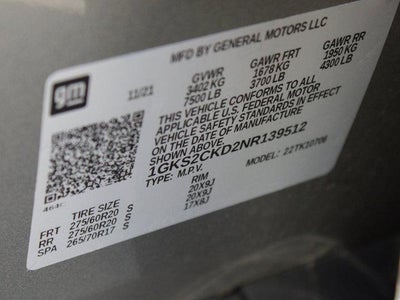 MFD BY GENERAL MOTORS LLC
gm
11/21 GVWR GAWR FRT GAWR RR
3402 KG 1678 KG 1950 KG
7500 LB 3700 LB 4300 LB
THIS VEHICLE CONFORMS TO ALL
APPLICABLE U.S. FEDERAL MOTOR
VEHICLE SAFETY STANDARDS IN EFFECT
ON THE DATE OF MANUFACTURE
SHOWN ABOVE.
1GKS2CKD2NR139512
TYPE: M.P.V. MODEL: 22TK10706
TIRE SIZE RIM
FRT 275/60R20 S 20X9J
RR 275/60R20 S 20X9J
SPA 265/70R17 S 17X8J